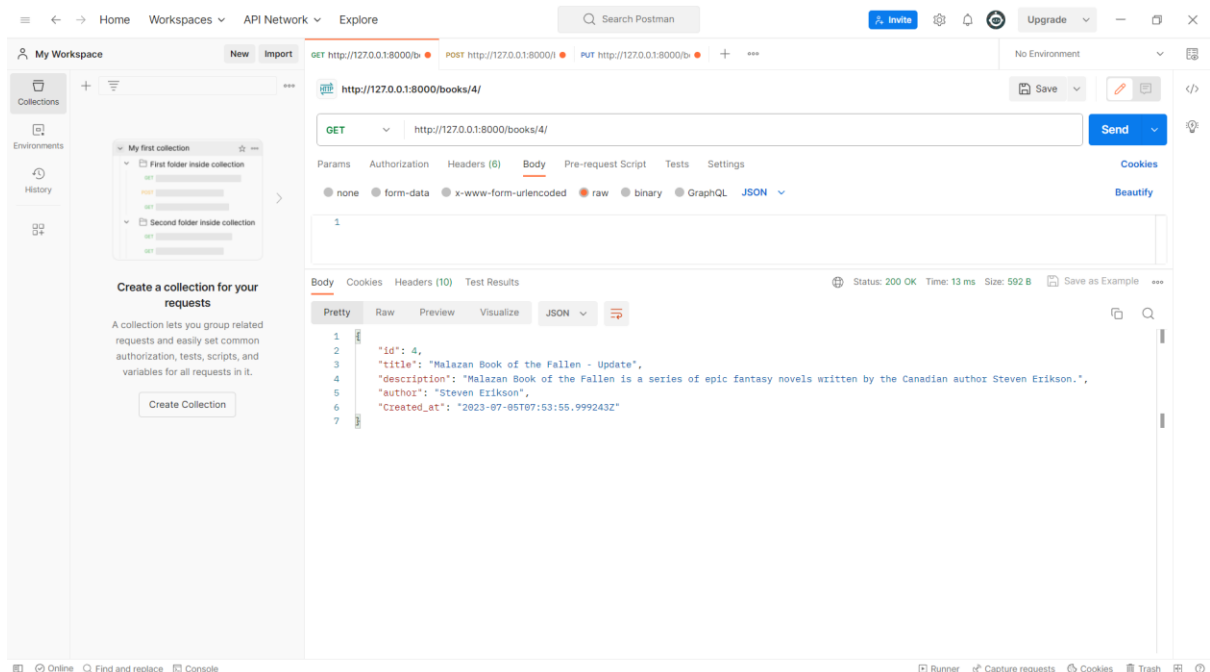 Home Workspaces API Network Explore Search Postman Invite Upgrade
My Workspace New Import GET http://127.0.0.1:8000/b POST http://127.0.0.1:8000/ PUT http://127.0.0.1:8000/b No Environment
Collections
Environments
History
My first collection
First folder inside collection
GET
POST
GET
Second folder inside collection
GET
GET
Create a collection for your
requests
A collection lets you group related
requests and easily set common
authorization, tests, scripts, and
variables for all requests in it.
Create Collection
HTTP http://127.0.0.1:8000/books/4/ Save
GET http://127.0.0.1:8000/books/4/ Send
Params Authorization Headers (6) Body Pre-request Script Tests Settings Cookies
none form-data x-www-form-urlencoded raw binary GraphQL JSON Beautify
1
Body Cookies Headers (10) Test Results Status: 200 OK Time: 13 ms Size: 592 B Save as Example
Pretty Raw Preview Visualize JSON
1 {
2 "id": 4,
3 "title": "Malazan Book of the Fallen - Update",
4 "description": "Malazan Book of the Fallen is a series of epic fantasy novels written by the Canadian author Steven Erikson.",
5 "author": "Steven Erikson",
6 "Created_at": "2023-07-05T07:53:55.999243Z"
7 }
Online Find and replace Console Runner Capture requests Cookies Trash